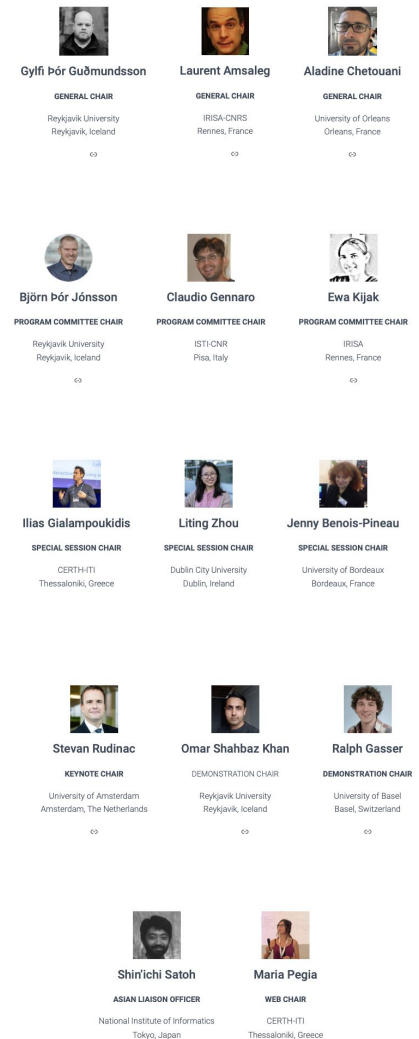 Gylfi Þór Guðmundsson
GENERAL CHAIR
Reykjavik University
Reykjavik, Iceland
Laurent Amsaleg
GENERAL CHAIR
IRISA-CNRS
Rennes, France
Aladine Chetouani
GENERAL CHAIR
University of Orleans
Orleans, France
Björn Þór Jónsson
PROGRAM COMMITTEE CHAIR
Reykjavik University
Reykjavik, Iceland
Claudio Gennaro
PROGRAM COMMITTEE CHAIR
ISTI-CNR
Pisa, Italy
Ewa Kijak
PROGRAM COMMITTEE CHAIR
IRISA
Rennes, France
Ilias Gialampoukidis
SPECIAL SESSION CHAIR
CERTH-ITI
Thessaloniki, Greece
Liting Zhou
SPECIAL SESSION CHAIR
Dublin City University
Dublin, Ireland
Jenny Benois-Pineau
SPECIAL SESSION CHAIR
University of Bordeaux
Bordeaux, France
Stevan Rudinac
KEYNOTE CHAIR
University of Amsterdam
Amsterdam, The Netherlands
Omar Shahbaz Khan
DEMONSTRATION CHAIR
Reykjavik University
Reykjavik, Iceland
Ralph Gasser
DEMONSTRATION CHAIR
University of Basel
Basel, Switzerland
Shin'ichi Satoh
ASIAN LIAISON OFFICER
National Institute of Informatics
Tokyo, Japan
Maria Pegia
WEB CHAIR
CERTH-ITI
Thessaloniki, Greece